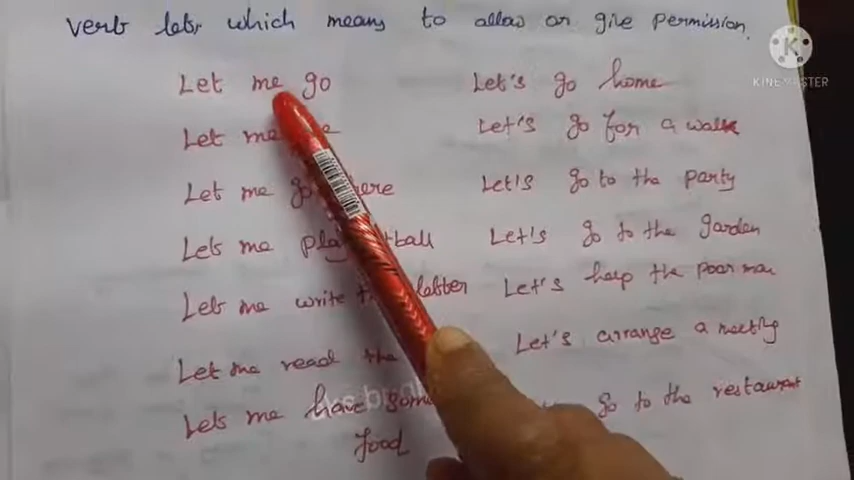 verb lets which means to allow or give Permission.
Let me go
Let me
Let me go
Lets me
Lets me write letter
Let me read the
Lets me have some
food
Let's go home
Let's go for a walk
Let's go to the party
Let's go to the garden
Let's help the poor man
Let's arrange a meeting
go to the restaurant
KINEMASTER